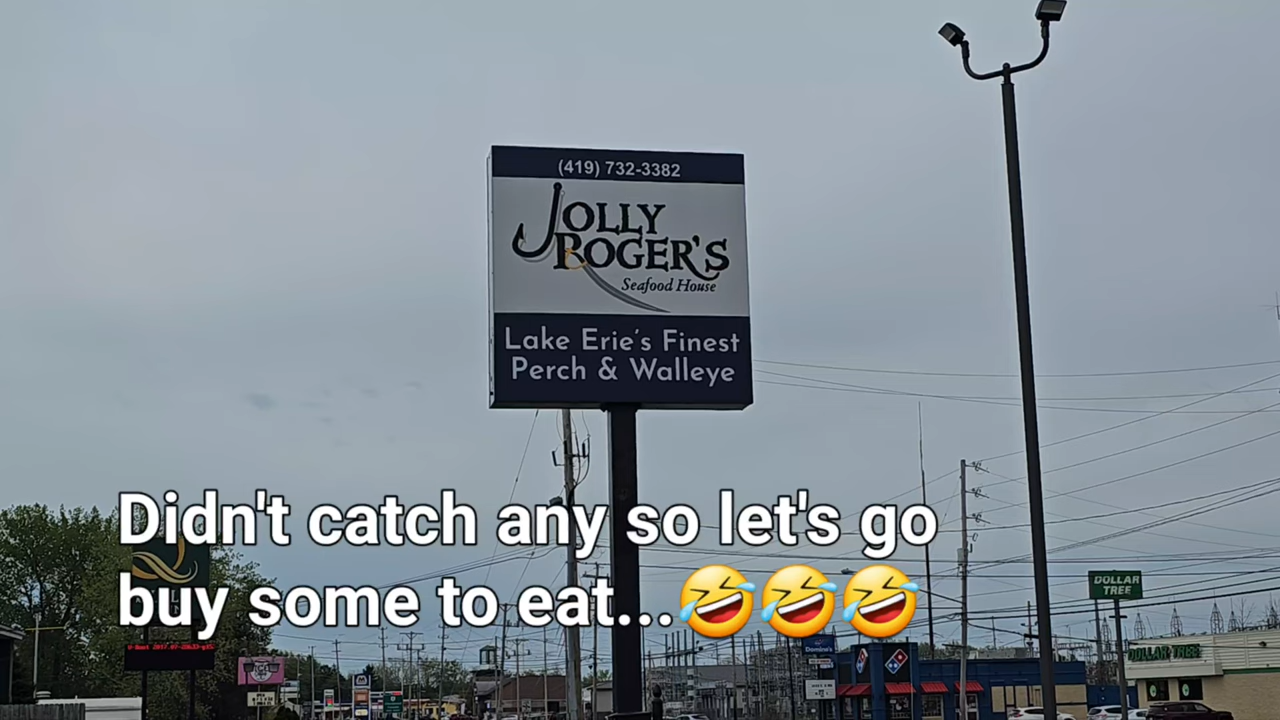 (419) 732-3382
JOLLY
ROGER'S
Seafood House
Lake Erie's Finest
Perch & Walleye
Didn't catch any so let's go
buy some to eat...🤣🤣🤣
DOLLAR
TREE
DOLLAR TREE
Domino's